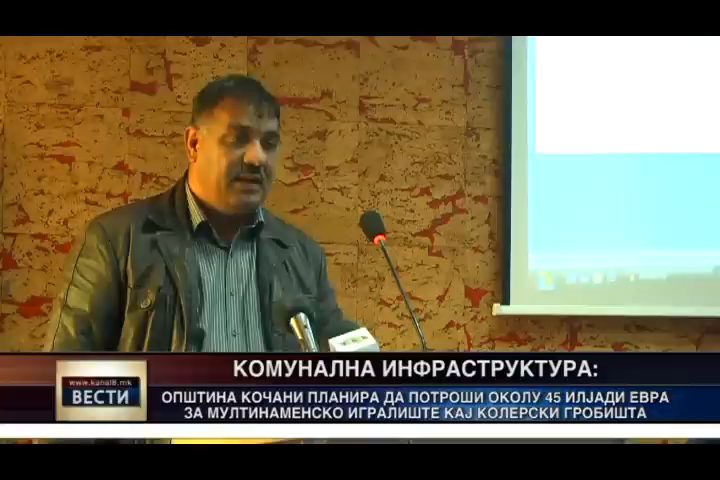 КОМУНАЛНА ИНФРАСТРУКТУРА:
www.kanal8.mk
ВЕСТИ
ОПШТИНА КОЧАНИ ПЛАНИРА ДА ПОТРОШИ ОКОЛУ 45 ИЛЈАДИ ЕВРА
ЗА МУЛТИНАМЕНСКО ИГРАЛИШТЕ КАЈ КОЛЕРСКИ ГРОБИШТА